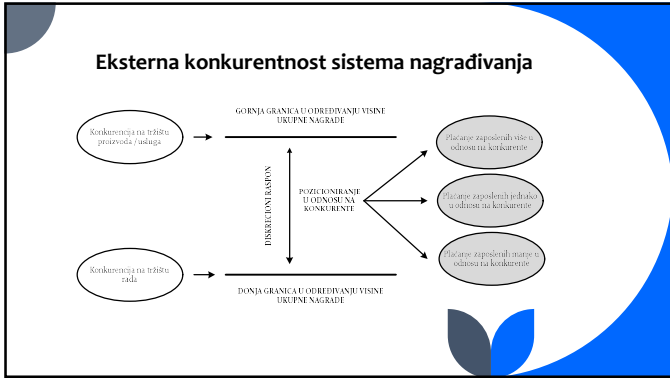 Eksterna konkurentnost sistema nagrađivanja
GORNJA GRANICA U ODREĐIVANJU VISINE
UKUPNE NAGRADE
Konkurencija na tržištu
proizvoda /usluga
Plaćanje zaposlenih više u
odnosu na konkurente
DISKRECIONI RASPON
POZICIONIRANJE
U ODNOSU NA
KONKURENTE
Plaćanje zaposlenih jednako
u odnosu na konkurente
Plaćanje zaposlenih manje u
odnosu na konkurente
Konkurencija na tržištu
rada
DONJA GRANICA U ODREĐIVANJU VISINE
UKUPNE NAGRADE